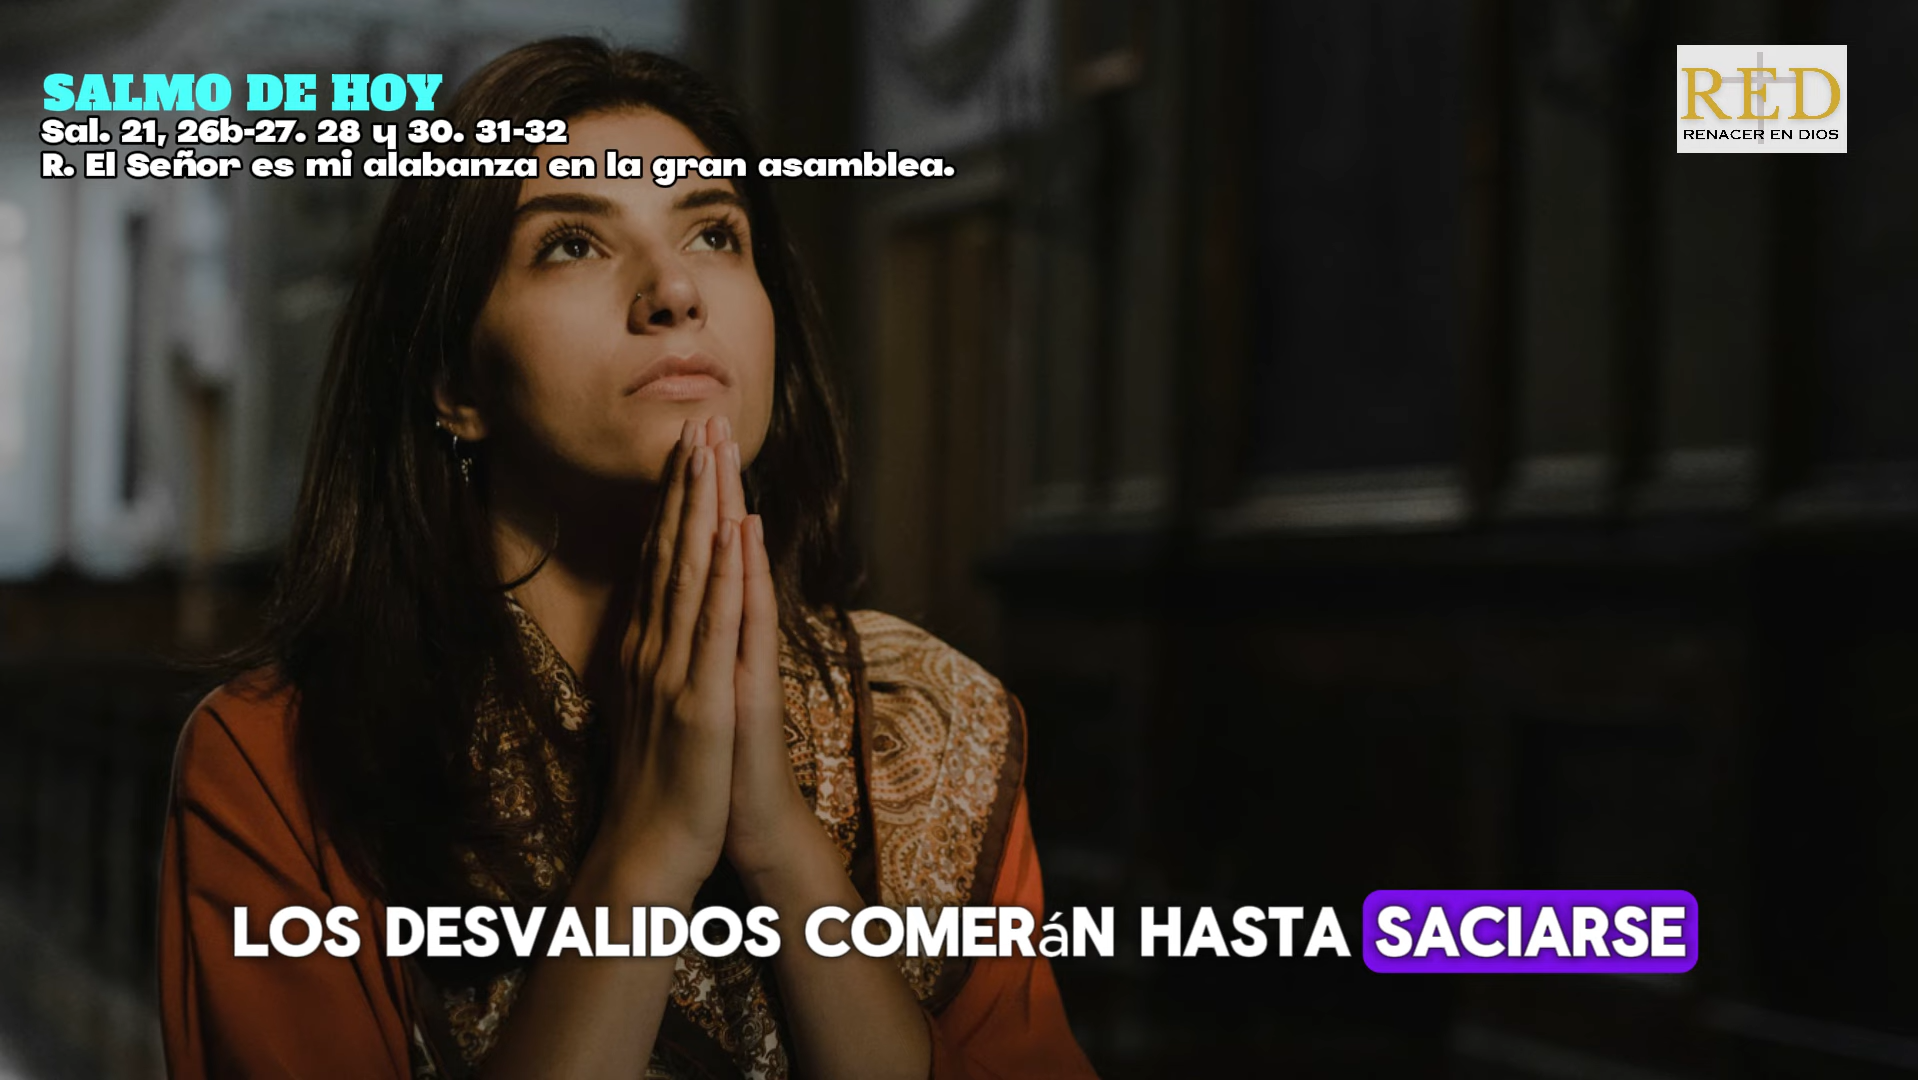 SALMO DE HOY
Sal. 21, 26b-27. 28 y 30. 31-32
R. El Señor es mi alabanza en la gran asamblea.
RED
RENACER EN DIOS
LOS DESVALIDOS COMERáN HASTA SACIARSE